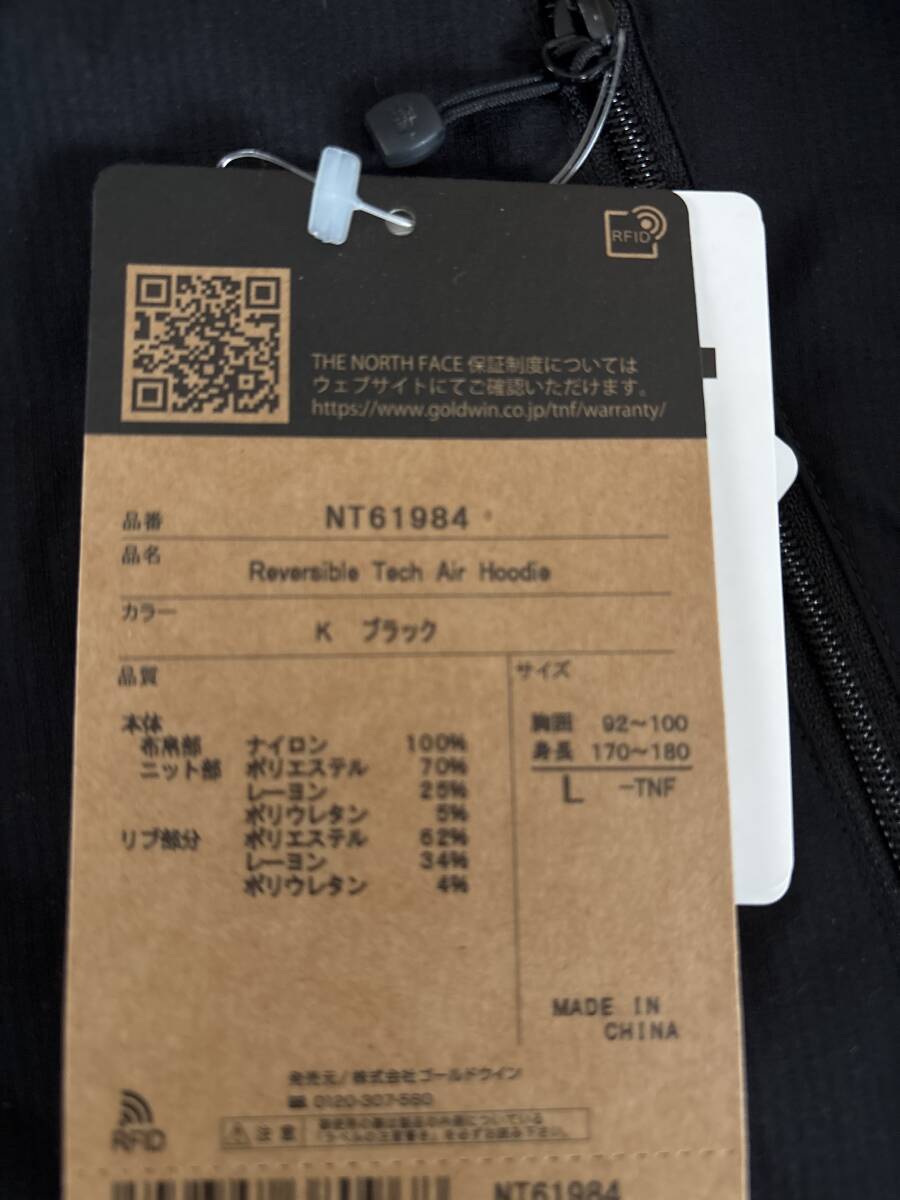 RFID
THE NORTH FACE 保証制度については
ウェブサイトにてご確認いただけます。
https://www.goldwin.co.jp/tnf/warranty/
品番 NT61984
品名 Reversible Tech Air Hoodie
カラー K ブラック
品質
本体
布帛部 ナイロン 100%
ニット部 ポリエステル 70%
レーヨン 25%
ポリウレタン 5%
リブ部分 ポリエステル 62%
レーヨン 34%
ポリウレタン 4%
サイズ
胸囲 92～100
身長 170～180
L -TNF
MADE IN
CHINA
発売元/株式会社ゴールドウイン
0120-307-560
RFID
注意
NT61984